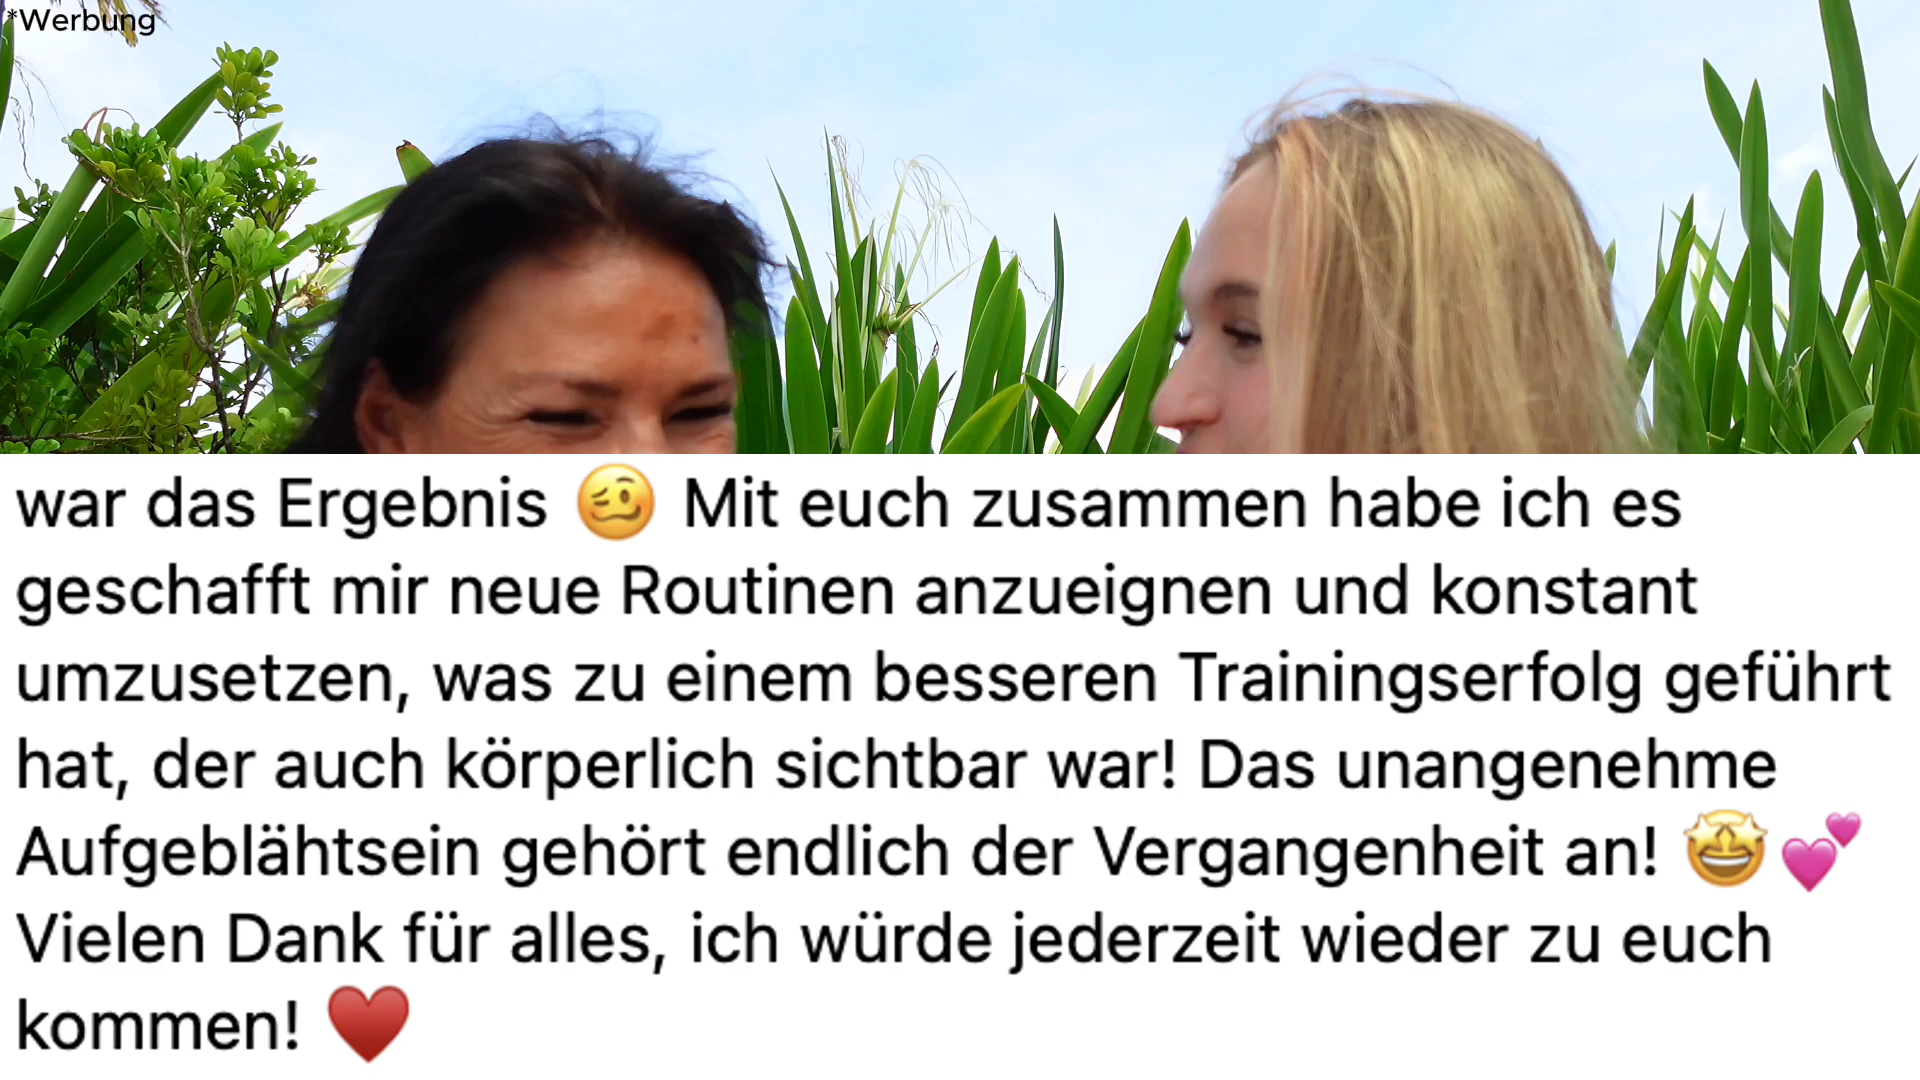 *Werbung
war das Ergebnis 🥴 Mit euch zusammen habe ich es
geschafft mir neue Routinen anzueignen und konstant
umzusetzen, was zu einem besseren Trainingserfolg geführt
hat, der auch körperlich sichtbar war! Das unangenehme
Aufgeblähtsein gehört endlich der Vergangenheit an! 🤩💕
Vielen Dank für alles, ich würde jederzeit wieder zu euch
kommen! ♥️